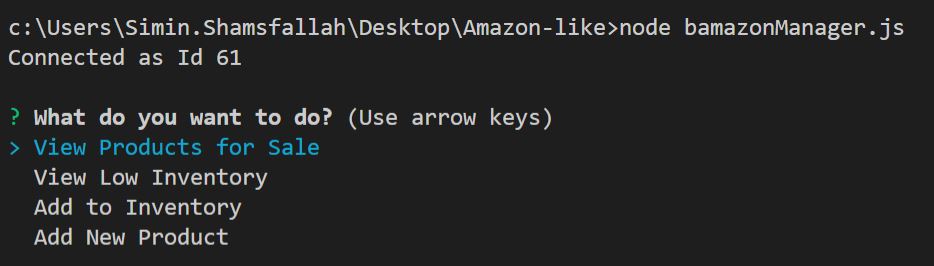 c:\Users\Simin.Shamsfallah\Desktop\Amazon-like>node bamazonManager.js
Connected as Id 61
? What do you want to do? (Use arrow keys)
> View Products for Sale
View Low Inventory
Add to Inventory
Add New Product